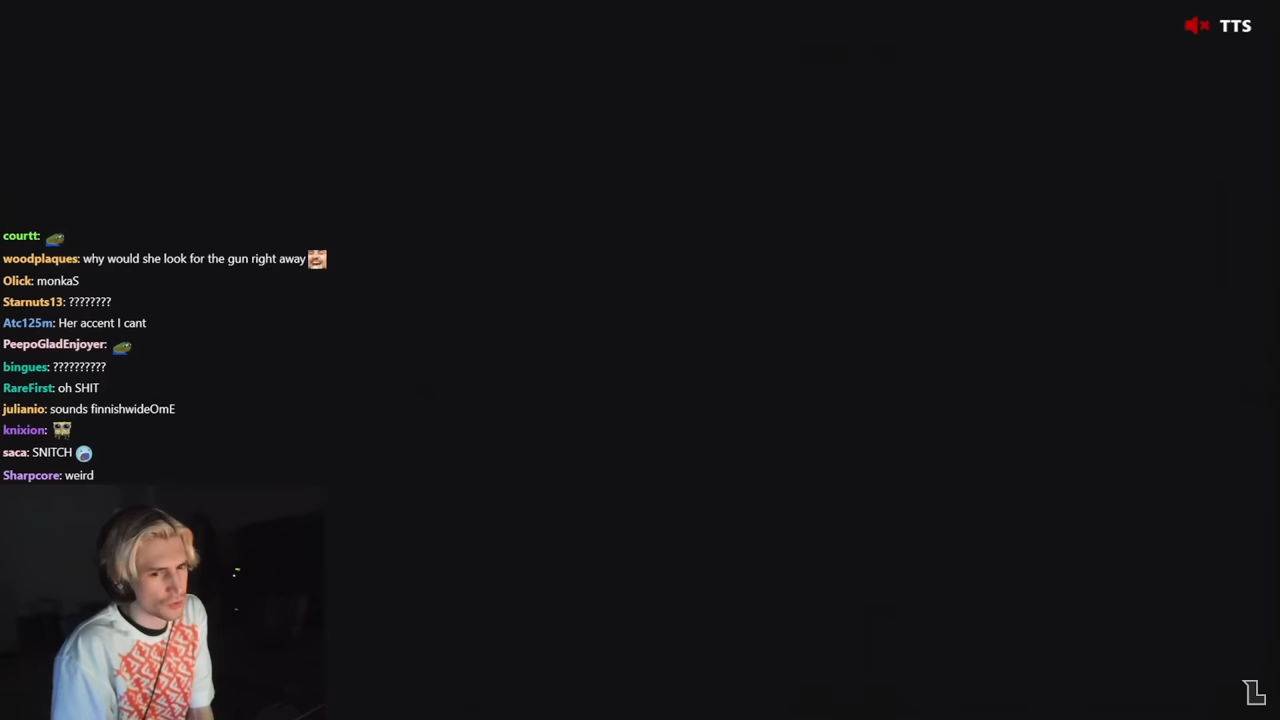 TTS
courtt:
woodplaques: why would she look for the gun right away
Olick: monkaS
Starnuts13: ????????
Atc125m: Her accent I cant
PeepoGladEnjoyer:
bingues: ??????????
RareFirst: oh SHIT
julianio: sounds finnishwideOmE
knixion:
saca: SNITCH
Sharpcore: weird